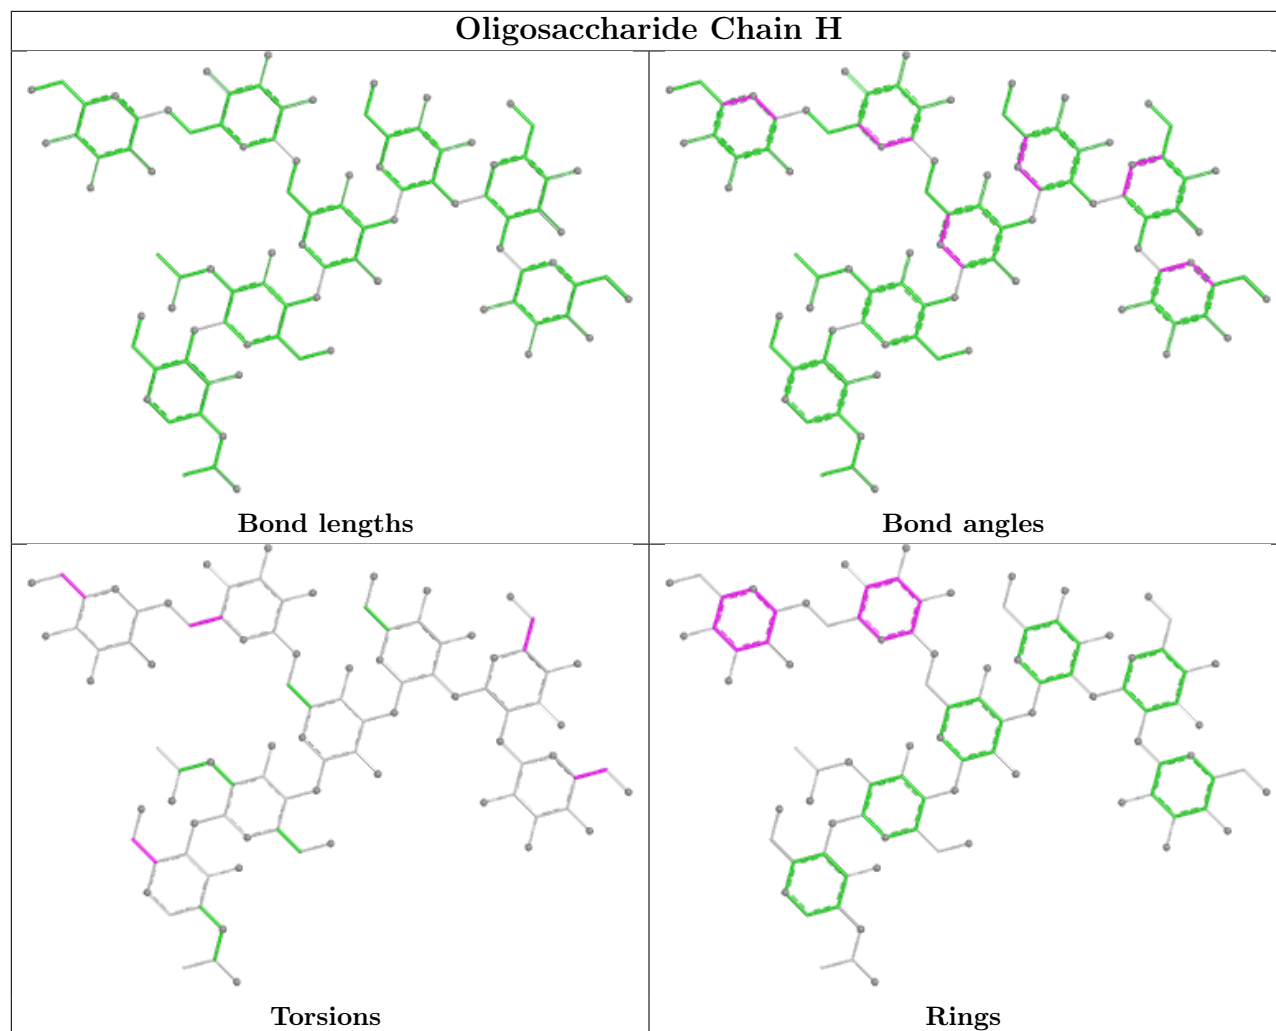 Oligosaccharide Chain H
Bond lengths
Bond angles
Torsions
Rings